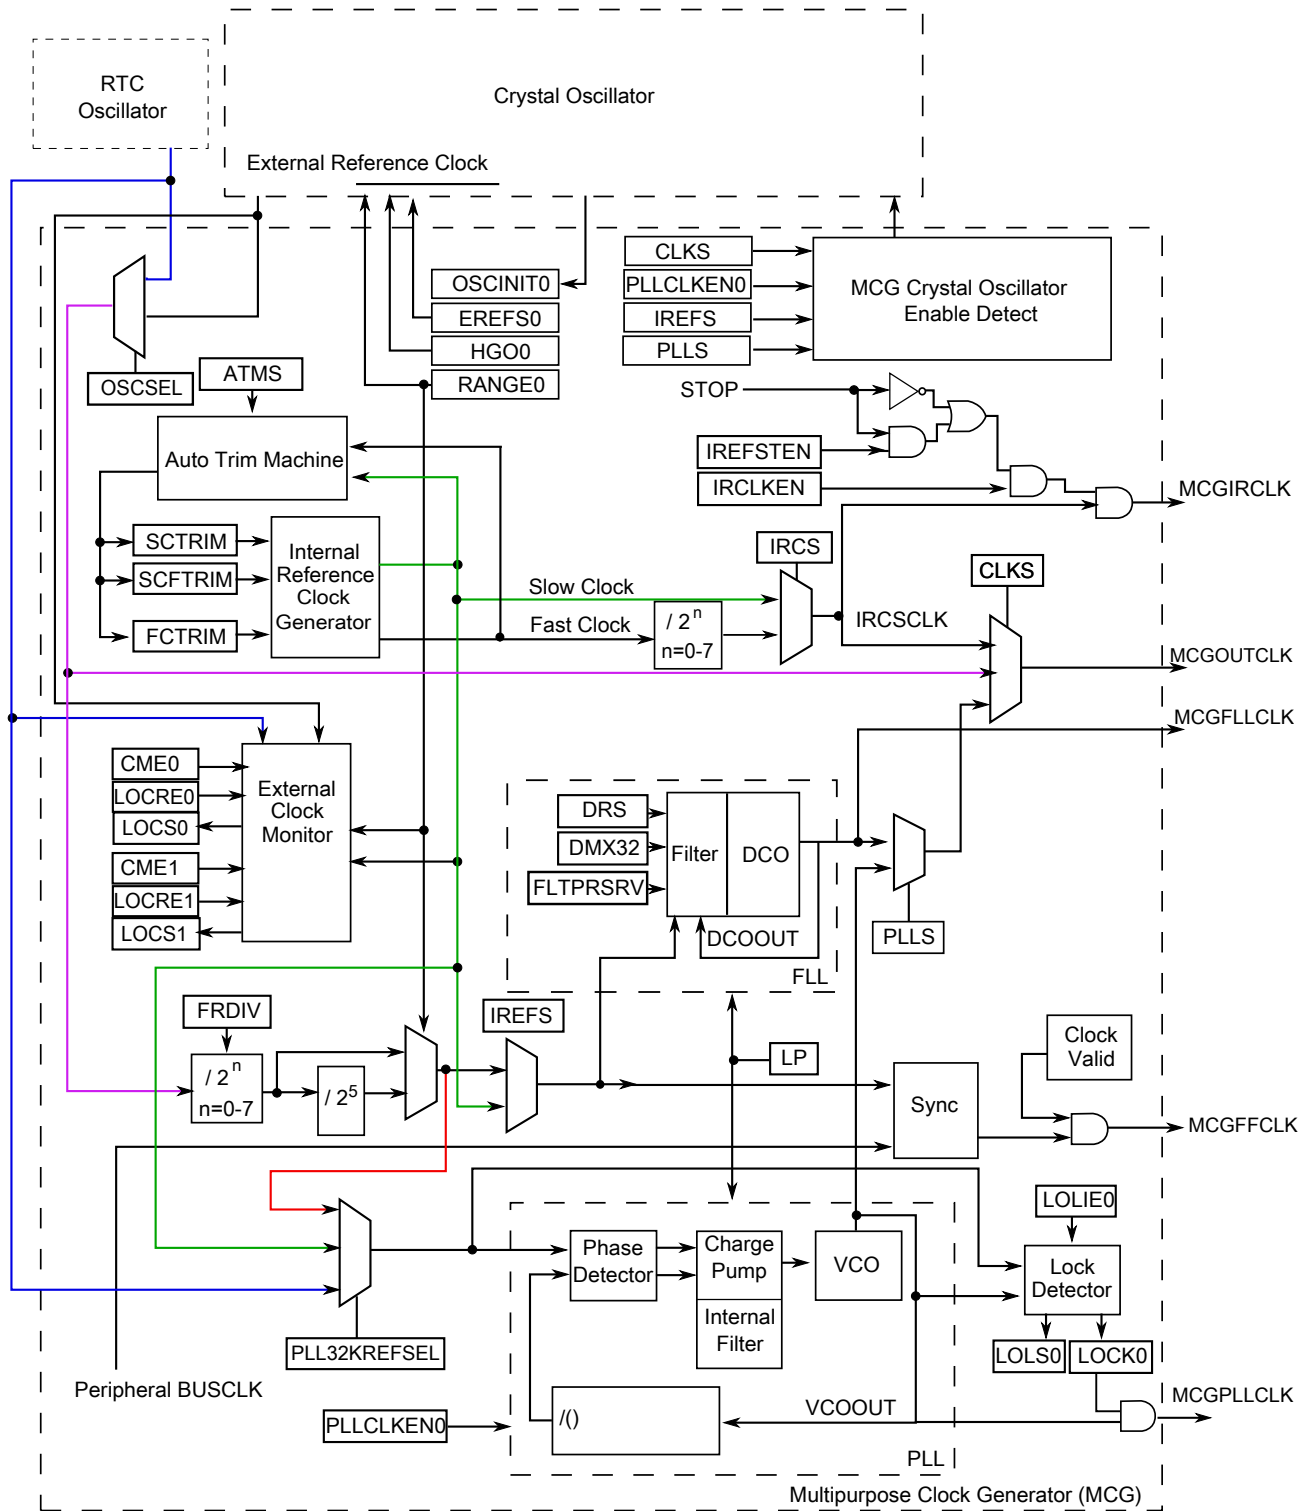 RTC
Oscillator
Crystal Oscillator
External Reference Clock
CLKS
PLLCLKEN0
IREFS
PLLS
MCG Crystal Oscillator
Enable Detect
OSCINIT0
EREFS0
HGO0
RANGE0
OSCSEL
ATMS
STOP
Auto Trim Machine
IREFSTEN
IRCLKEN
MCGIRCLK
SCTRIM
SCFTRIM
FCTRIM
Internal
Reference
Clock
Generator
IRCS
CLKS
Slow Clock
Fast Clock
/ 2^n
n=0-7
IRCSCLK
MCGOUTCLK
MCGFLLCLK
CME0
LOCRE0
LOCS0
CME1
LOCRE1
LOCS1
External
Clock
Monitor
DRS
DMX32
FLTPRSRV
Filter
DCO
DCOOUT
FLL
PLLS
FRDIV
/ 2^n
n=0-7
/ 2^5
IREFS
LP
Sync
Clock
Valid
MCGFFCLK
Phase
Detector
Charge
Pump
Internal
Filter
VCO
LOLIE0
Lock
Detector
LOLS0
LOCK0
PLL32KREFSEL
Peripheral BUSCLK
PLLCLKEN0
/()
VCOOUT
PLL
MCGPLLCLK
Multipurpose Clock Generator (MCG)